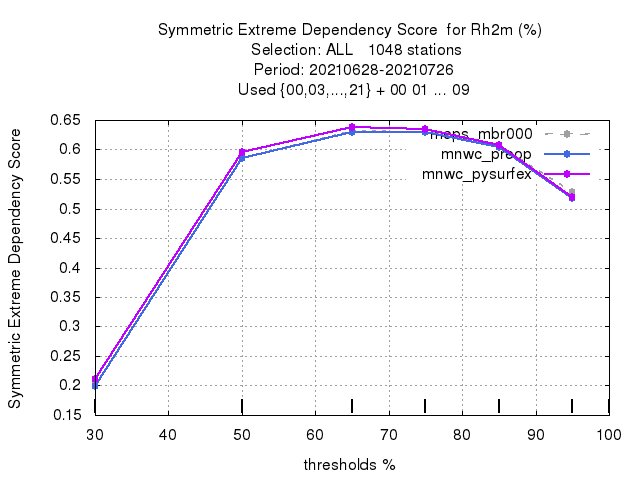 Symmetric Extreme Dependency Score  for Rh2m (%)
Selection: ALL   1048 stations
Period: 20210628-20210726
Used {00,03,...,21} + 00 01 ... 09
Symmetric Extreme Dependency Score
0.65
0.6
0.55
0.5
0.45
0.4
0.35
0.3
0.25
0.2
0.15
meps_mbr000
mnwc_preop
mnwc_pysurfex
30 40 50 60 70 80 90 100
thresholds %